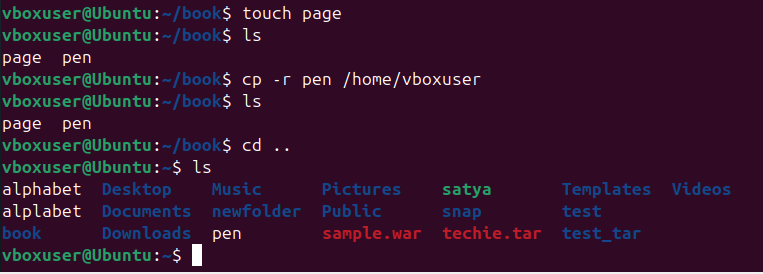 vboxuser@Ubuntu:~/book$ touch page
vboxuser@Ubuntu:~/book$ ls
page  pen
vboxuser@Ubuntu:~/book$ cp -r pen /home/vboxuser
vboxuser@Ubuntu:~/book$ ls
page  pen
vboxuser@Ubuntu:~/book$ cd ..
vboxuser@Ubuntu:~$ ls
alphabet  Desktop    Music      Pictures    satya       Templates  Videos
alplabet  Documents  newfolder  Public      snap        test
book      Downloads  pen        sample.war  techie.tar  test_tar
vboxuser@Ubuntu:~$